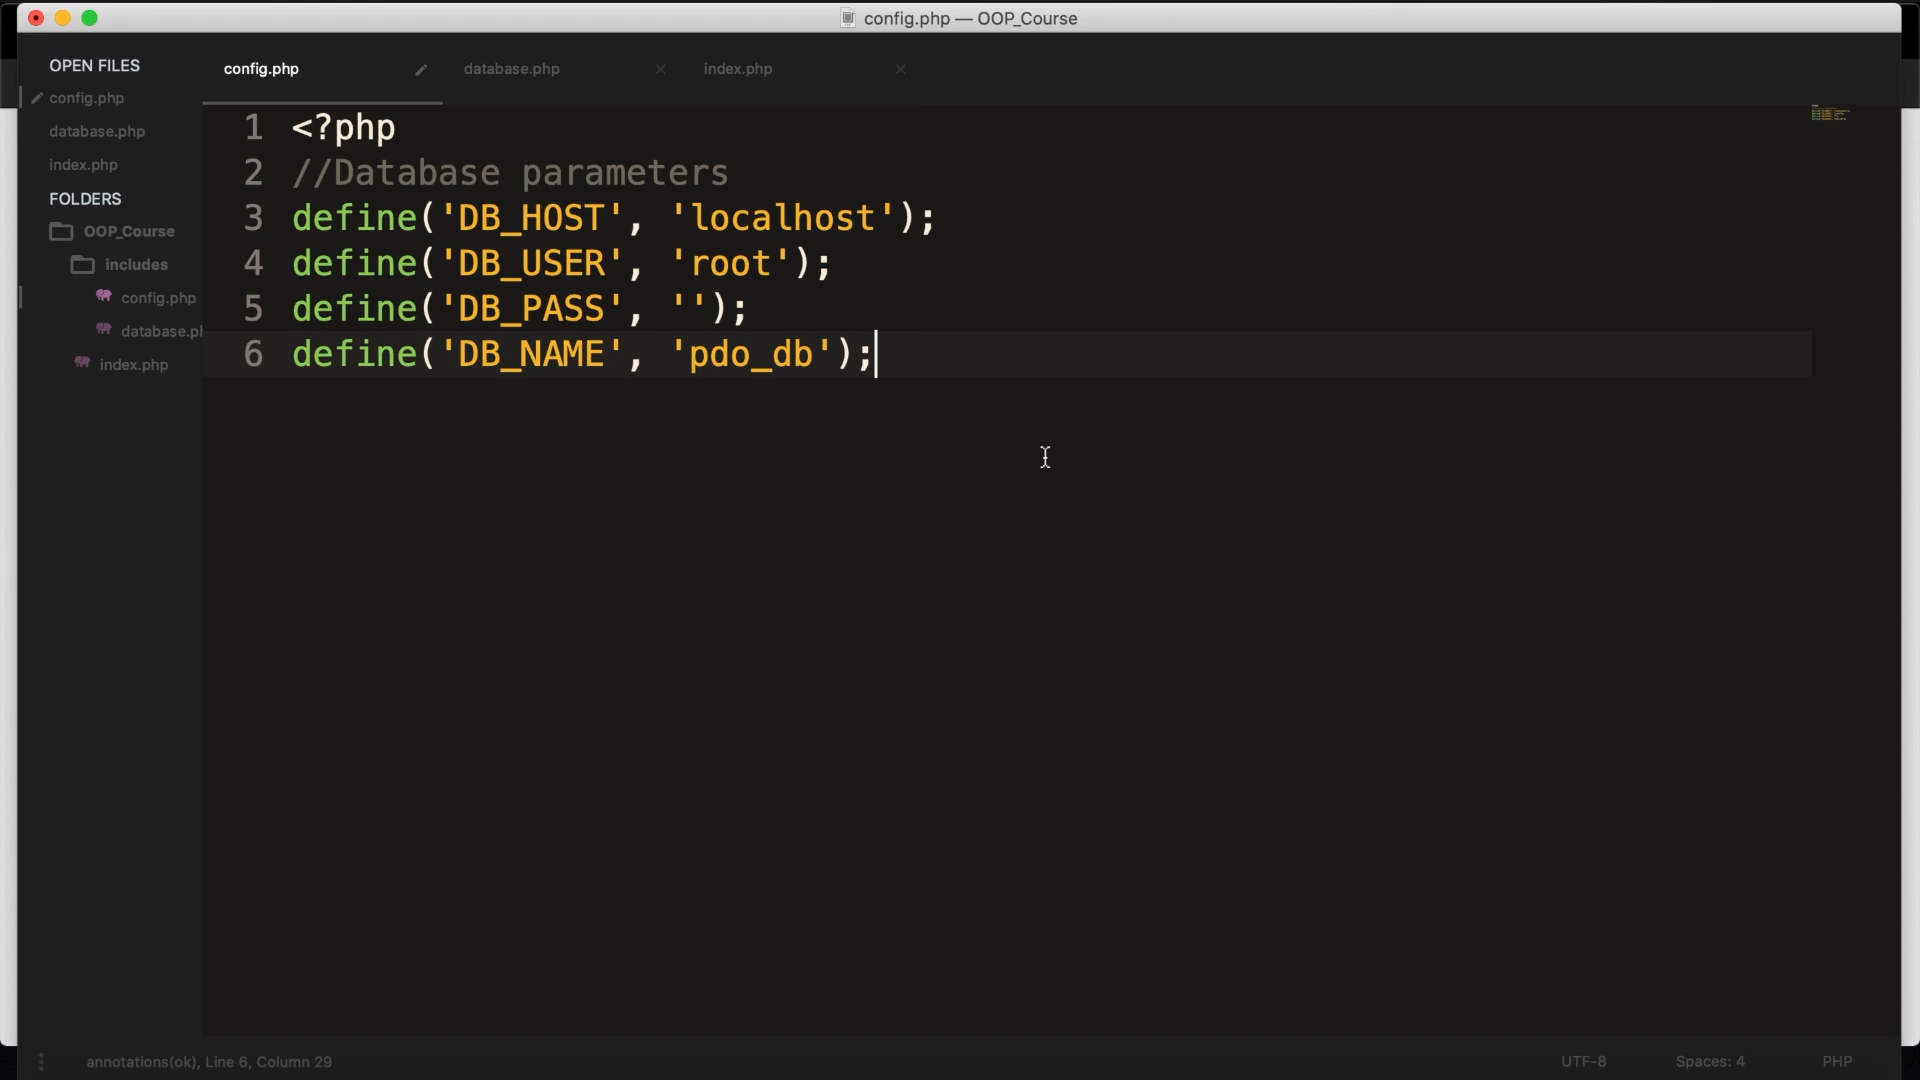 config.php — OOP_Course
OPEN FILES
config.php
database.php
index.php
FOLDERS
OOP_Course
includes
config.php
database.ph
index.php
config.php
database.php
index.php
1 <?php
2 //Database parameters
3 define('DB_HOST', 'localhost');
4 define('DB_USER', 'root');
5 define('DB_PASS', '');
6 define('DB_NAME', 'pdo_db');
annotations(ok), Line 6, Column 29
UTF-8
Spaces: 4
PHP